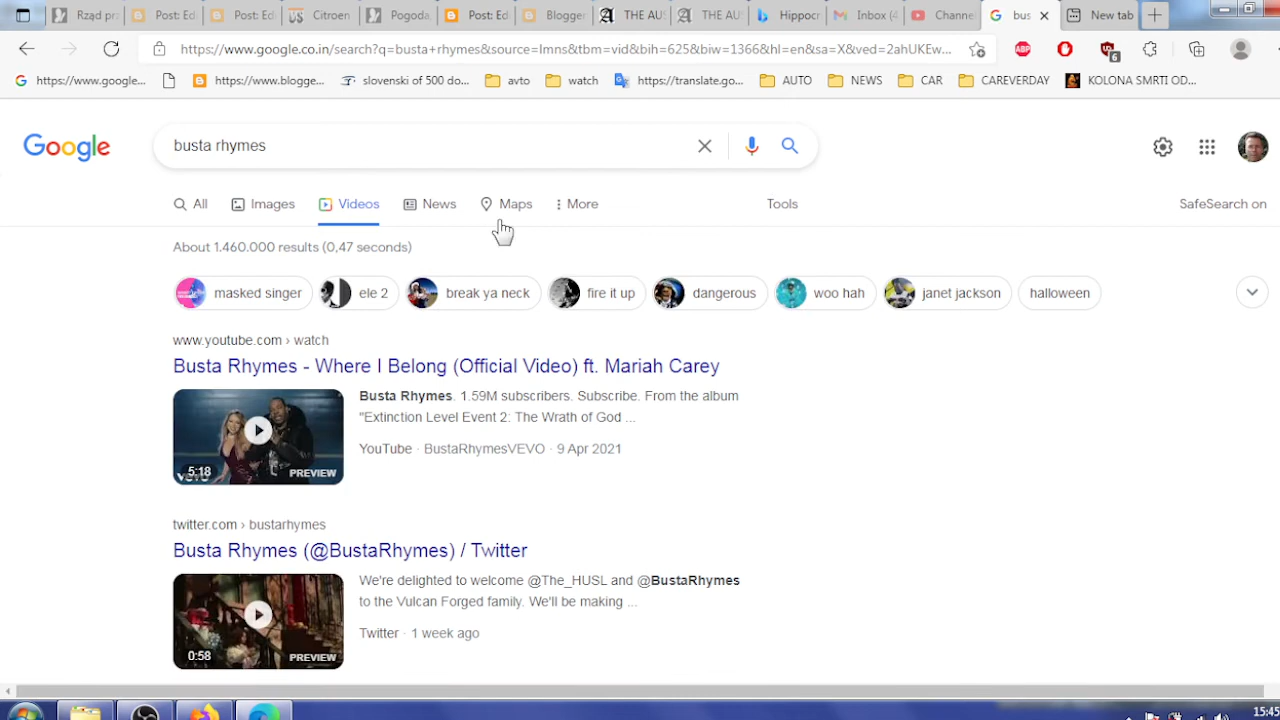 Rząd prz
Post: Ed
Post: Ed
Citroen
Pogoda,
Post: Ed
Blogger
THE AUS
THE AUS
Hippocr
Inbox (4
Channe
bus
New tab
https://www.google.co.in/search?q=busta+rhymes&source=lmns&tbm=vid&bih=625&biw=1366&hl=en&sa=X&ved=2ahUKEw...
ABP
6
https://www.google...
https://www.blogge...
slovenski of 500 do...
avto
watch
https://translate.go...
AUTO
NEWS
CAR
CAREVERDAY
KOLONA SMRTI OD...
Google
busta rhymes
All
Images
Videos
News
Maps
More
Tools
SafeSearch on
About 1.460.000 results (0,47 seconds)
masked singer
ele 2
break ya neck
fire it up
dangerous
woo hah
janet jackson
halloween
www.youtube.com › watch
Busta Rhymes - Where I Belong (Official Video) ft. Mariah Carey
Busta Rhymes. 1.59M subscribers. Subscribe. From the album
"Extinction Level Event 2: The Wrath of God ...
YouTube · BustaRhymesVEVO · 9 Apr 2021
5:18
vevo
PREVIEW
twitter.com › bustarhymes
Busta Rhymes (@BustaRhymes) / Twitter
We're delighted to welcome @The_HUSL and @BustaRhymes
to the Vulcan Forged family. We'll be making ...
Twitter · 1 week ago
0:58
PREVIEW
15:45